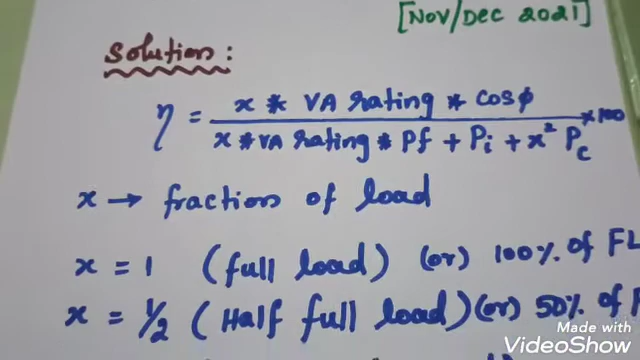 [Nov/Dec 2021]
Solution:
η = x * VA rating * cosφ
x * VA rating * Pf + Pi + x² Pc × 100
x → fraction of load
x = 1 (full load) (or) 100% of FL
x = 1/2 (Half full load) (or) 50% of
Made with
VideoShow